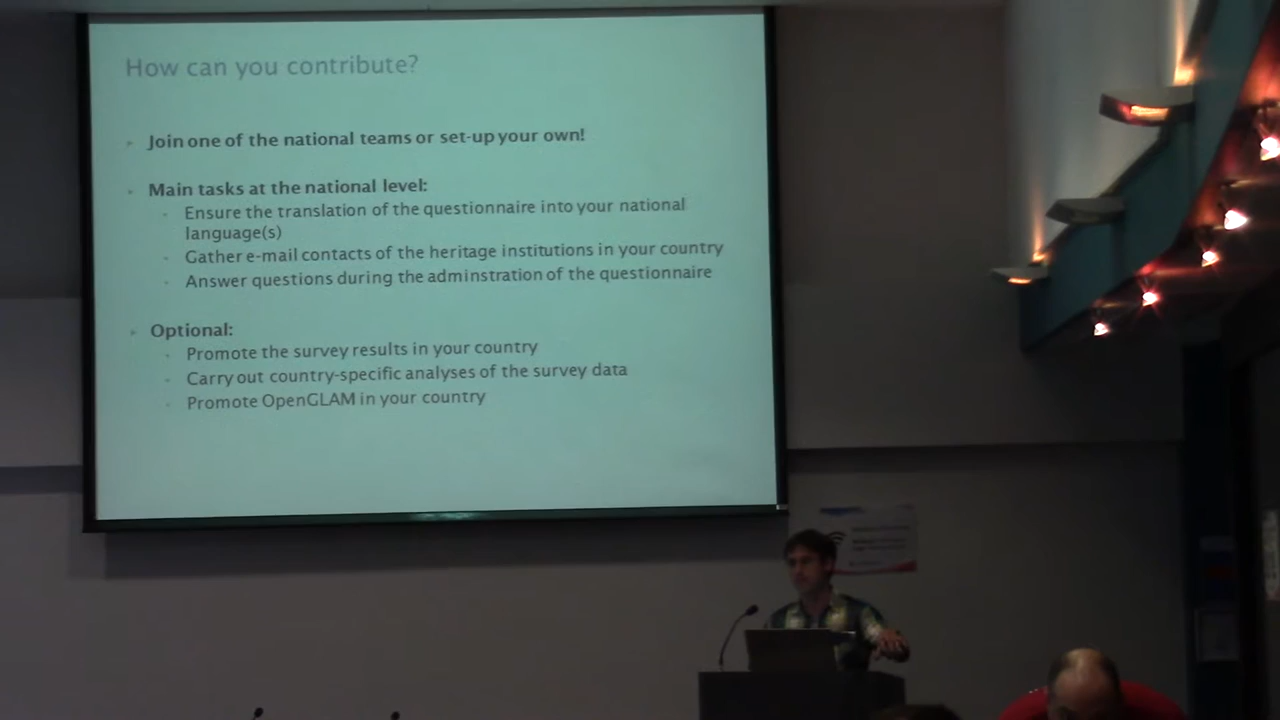 How can you contribute?
Join one of the national teams or set-up your own!
Main tasks at the national level:
Ensure the translation of the questionnaire into your national
language(s)
Gather e-mail contacts of the heritage institutions in your country
Answer questions during the adminstration of the questionnaire
Optional:
Promote the survey results in your country
Carry out country-specific analyses of the survey data
Promote OpenGLAM in your country